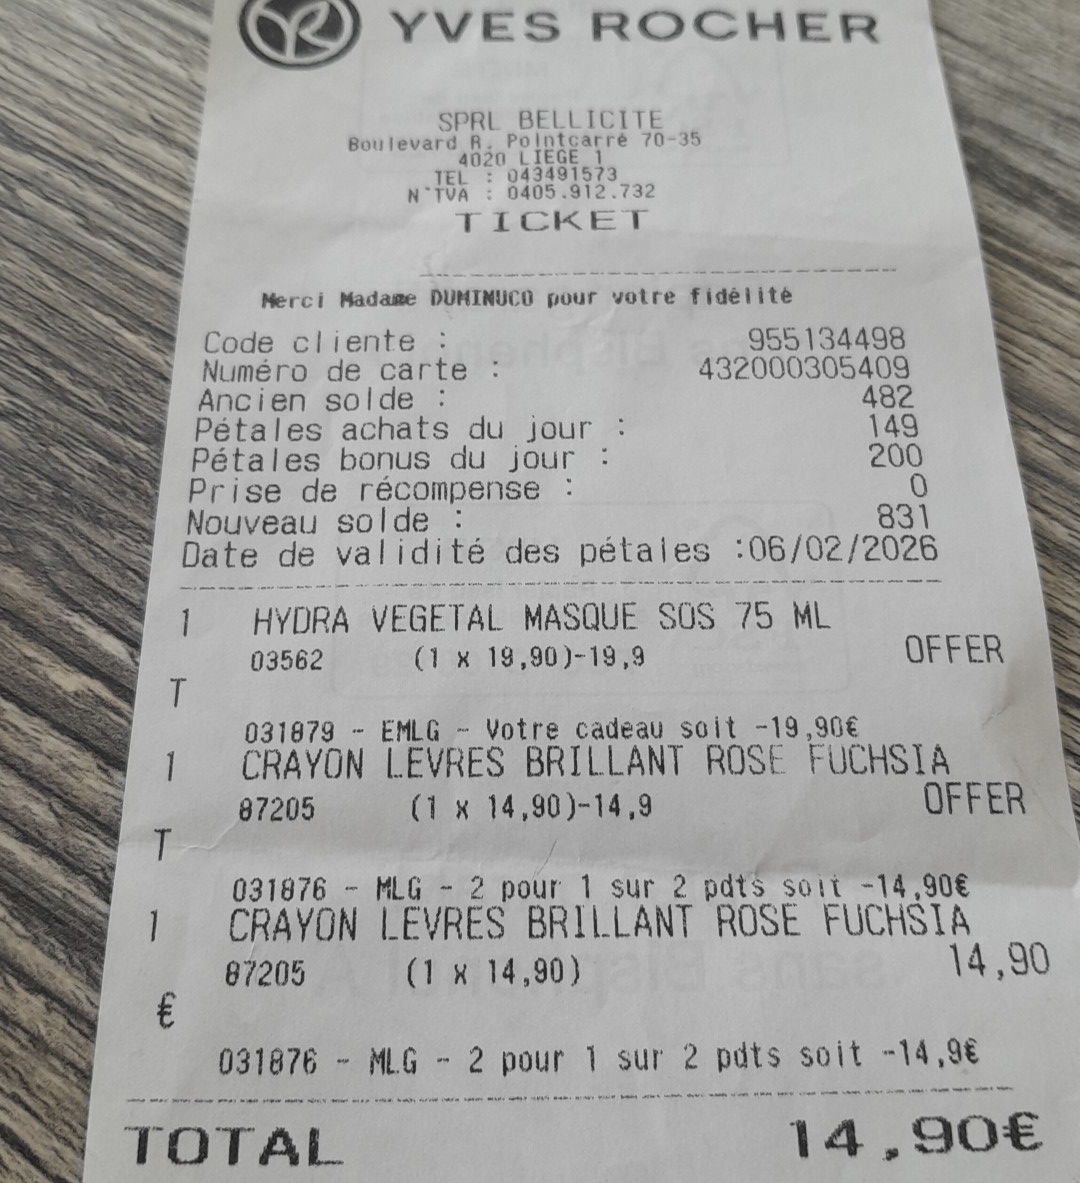 YVES ROCHER
SPRL BELLICITE
Boulevard R. Pointcarré 70-35
4020 LIEGE 1
TEL : 043491573
N°TVA : 0405.912.732
TICKET
Merci Madame DUMINUCO pour votre fidélité
Code cliente : 955134498
Numéro de carte : 432000305409
Ancien solde : 482
Pétales achats du jour : 149
Pétales bonus du jour : 200
Prise de récompense : 0
Nouveau solde : 831
Date de validité des pétales :06/02/2026
1 HYDRA VEGETAL MASQUE SOS 75 ML
03562 (1 x 19,90)-19,9 OFFER
T
031879 - EMLG - Votre cadeau soit -19,90€
1 CRAYON LEVRES BRILLANT ROSE FUCHSIA
87205 (1 x 14,90)-14,9 OFFER
T
031876 - MLG - 2 pour 1 sur 2 pdts soit -14,90€
1 CRAYON LEVRES BRILLANT ROSE FUCHSIA
87205 (1 x 14,90) 14,90
€
031876 - MLG - 2 pour 1 sur 2 pdts soit -14,9€
TOTAL 14,90€